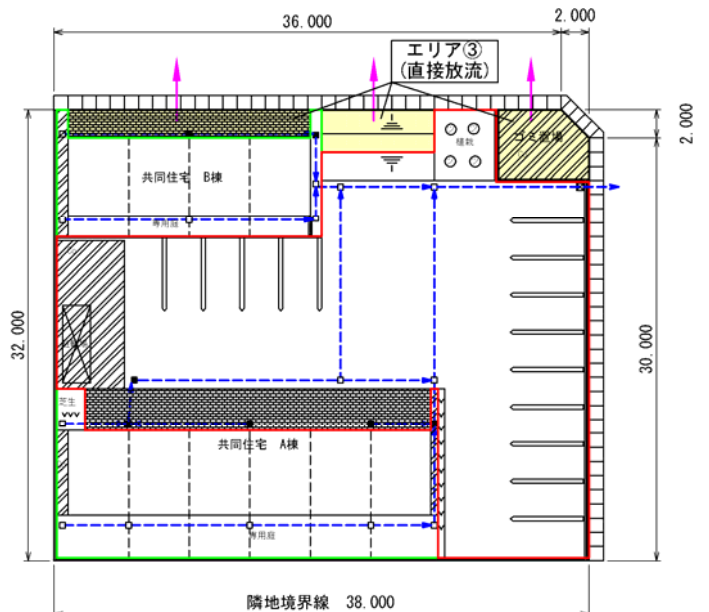 36.000
2.000
エリア③
(直接放流)
2.000
ゴミ置場
植栽
共同住宅 B棟
専用庭
32.000
30.000
芝生
共同住宅 A棟
専用庭
隣地境界線 38.000